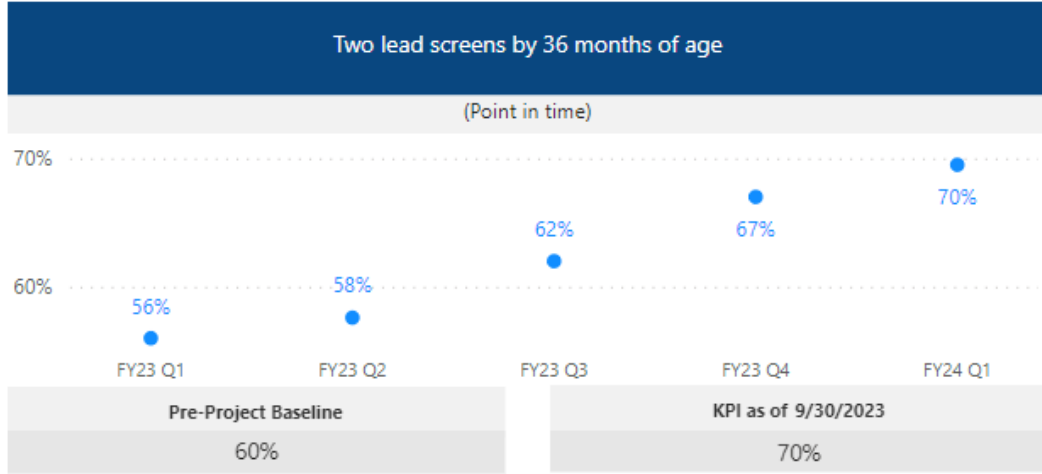 Two lead screens by 36 months of age
(Point in time)
70%
70%
62%
67%
60%
58%
56%
FY23 Q1 FY23 Q2 FY23 Q3 FY23 Q4 FY24 Q1
Pre-Project Baseline KPI as of 9/30/2023
60% 70%